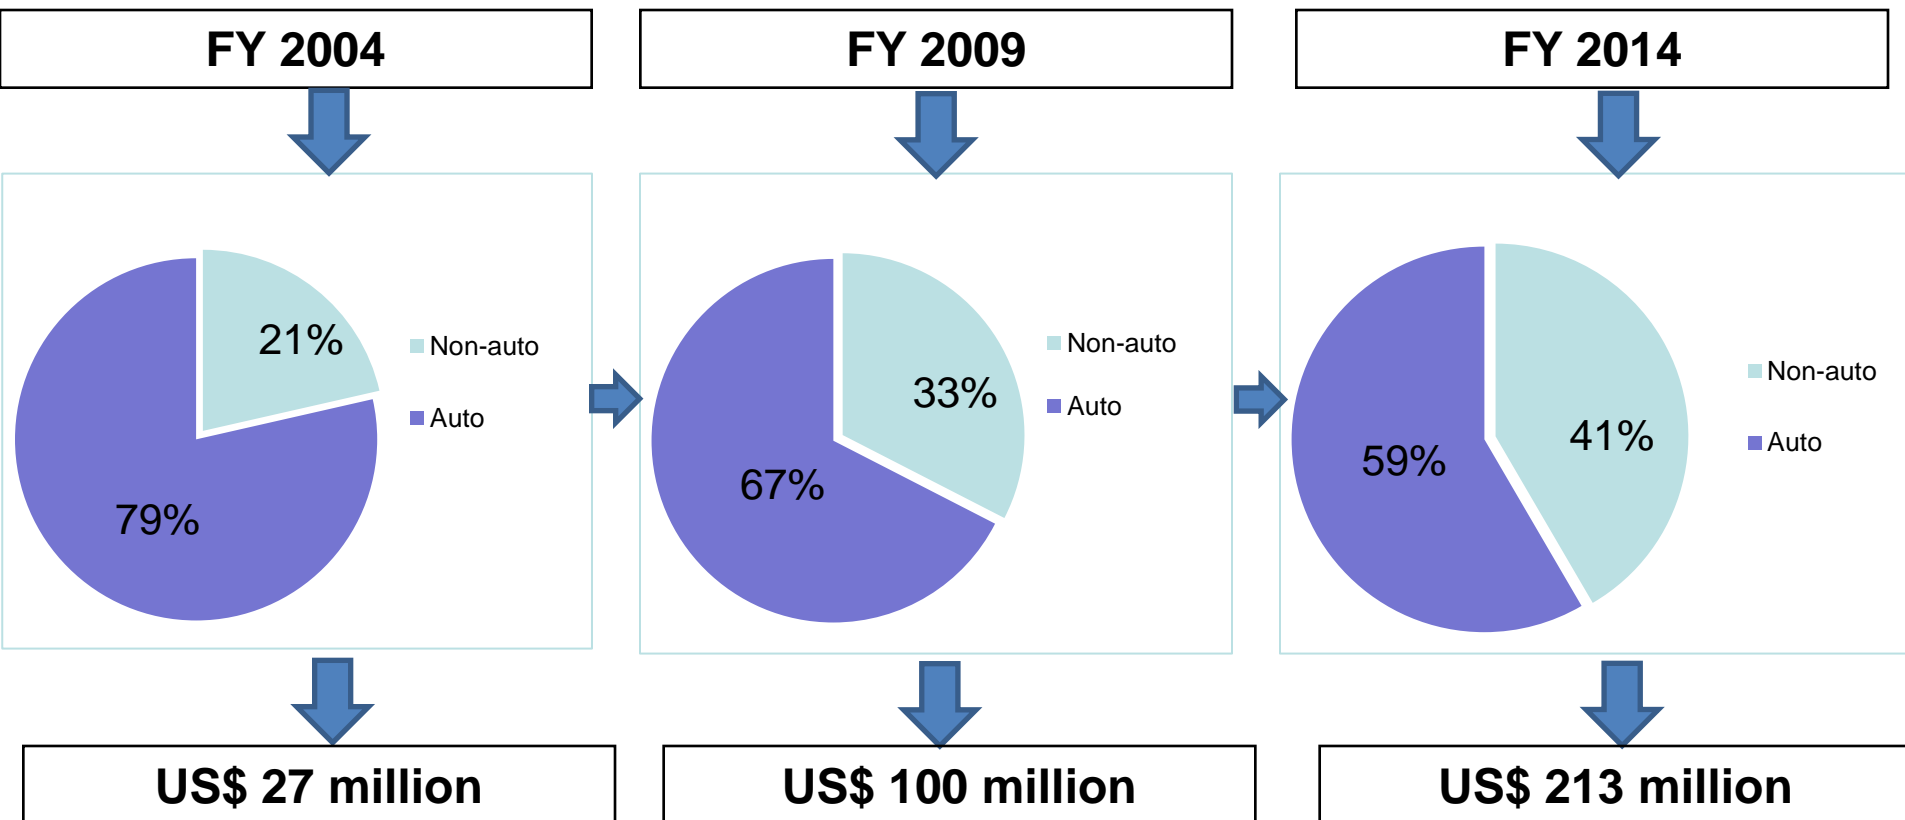 FY 2004
FY 2009
FY 2014
21%
79%
Non-auto
Auto
33%
67%
Non-auto
Auto
41%
59%
Non-auto
Auto
US$ 27 million
US$ 100 million
US$ 213 million